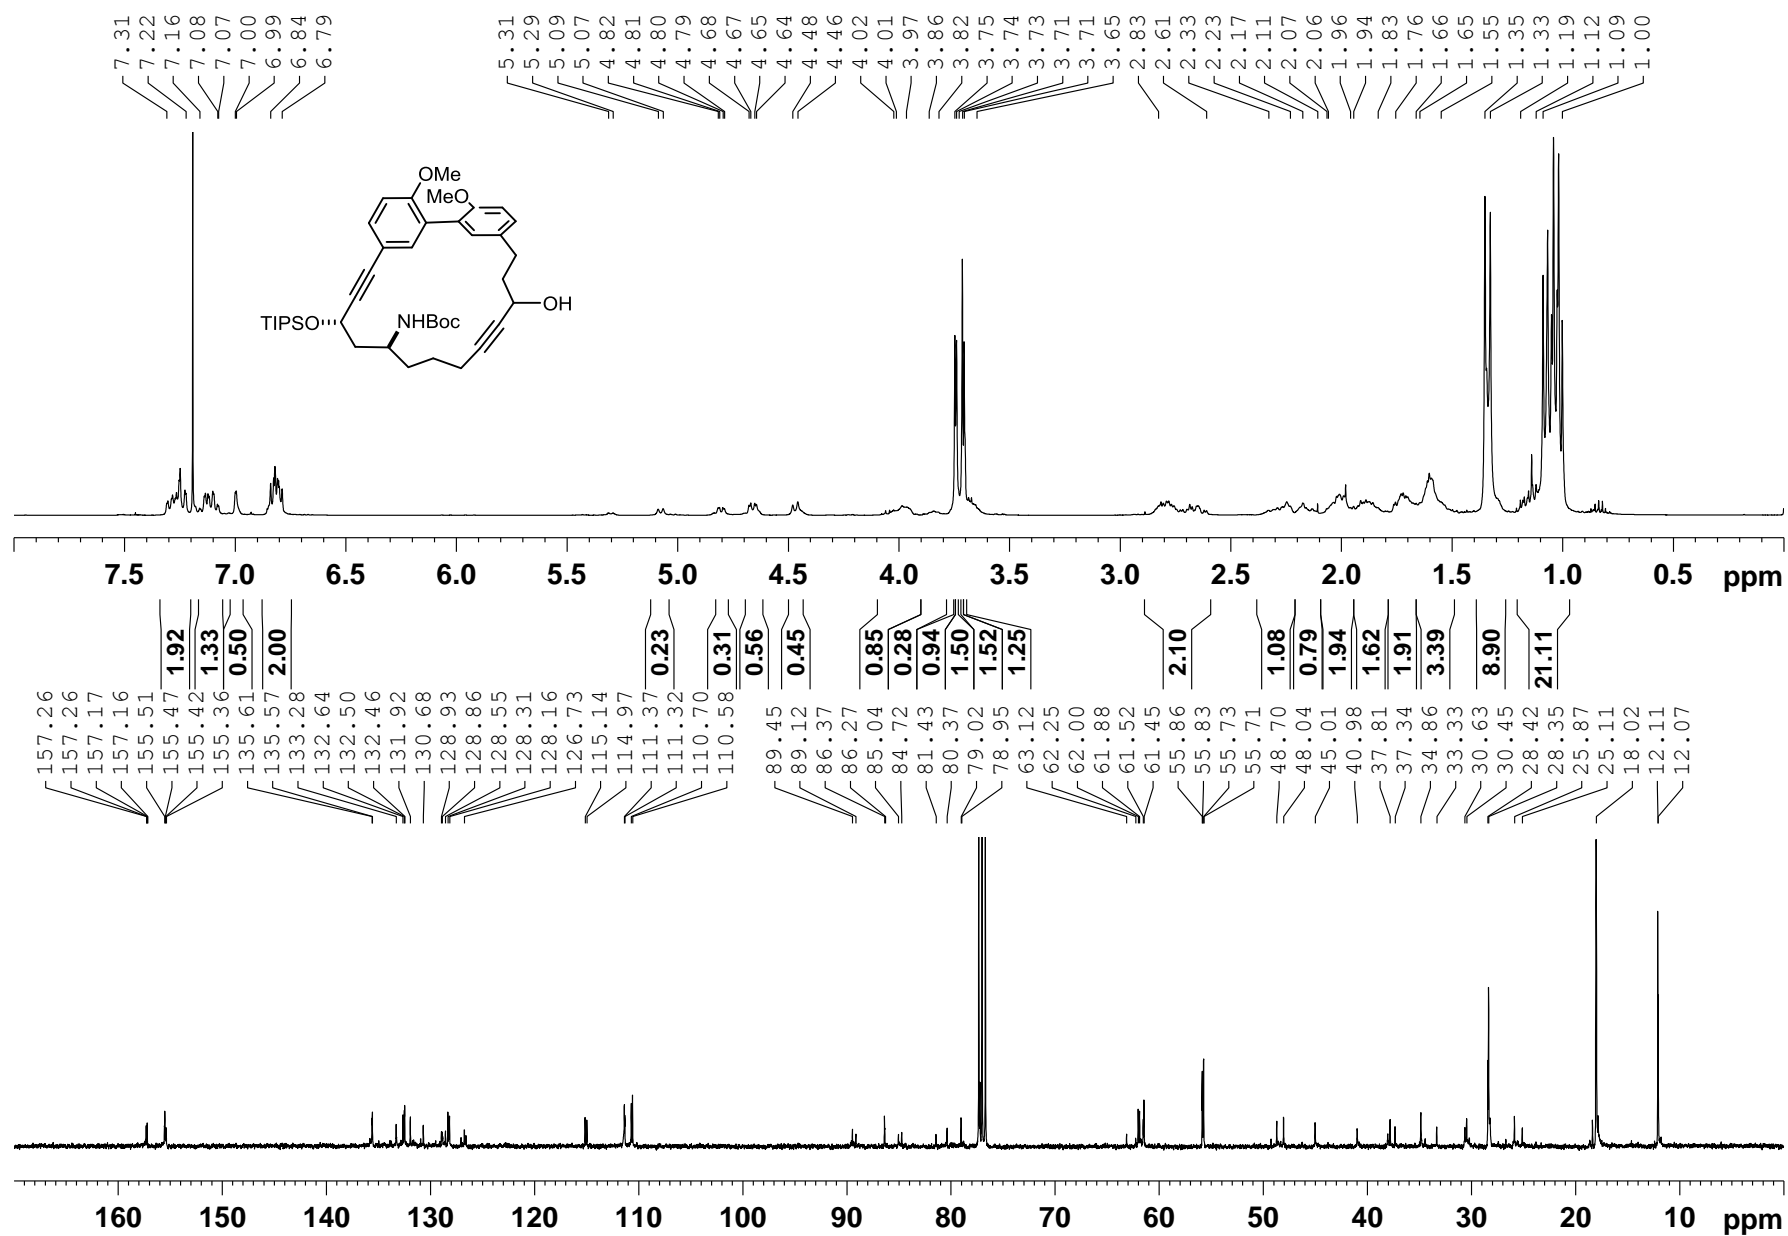 7.31 7.22 7.16 7.08 7.07 7.00 6.99 6.84 6.79 5.31 5.29 5.09 5.07 4.82 4.81 4.80 4.79 4.68 4.67 4.65 4.64 4.48 4.46 4.02 4.01 3.97 3.86 3.82 3.75 3.74 3.73 3.71 3.71 3.65 2.83 2.61 2.33 2.23 2.17 2.11 2.07 2.06 1.96 1.94 1.83 1.76 1.66 1.65 1.55 1.35 1.33 1.19 1.12 1.09 1.00
OMe
MeO
OH
TIPSO
NHBoc
7.5 7.0 6.5 6.0 5.5 5.0 4.5 4.0 3.5 3.0 2.5 2.0 1.5 1.0 0.5 ppm
1.92 1.33 0.50 2.00 0.23 0.31 0.56 0.45 0.85 0.28 0.94 1.50 1.52 1.25 2.10 1.08 0.79 1.94 1.62 1.91 3.39 8.90 21.11
157.26 157.26 157.17 157.16 155.51 155.47 155.42 155.36 135.61 135.57 133.28 132.64 132.50 132.46 131.92 130.68 128.93 128.86 128.55 128.31 128.16 126.73 115.14 114.97 111.37 111.32 110.70 110.58 89.45 89.12 86.37 86.27 85.04 84.72 81.43 80.37 79.02 78.95 63.12 62.25 62.00 61.88 61.52 61.45 55.86 55.83 55.73 55.71 48.70 48.04 45.01 40.98 37.81 37.34 34.86 33.33 30.63 30.45 28.42 28.35 25.87 25.11 18.02 12.11 12.07
160 150 140 130 120 110 100 90 80 70 60 50 40 30 20 10 ppm